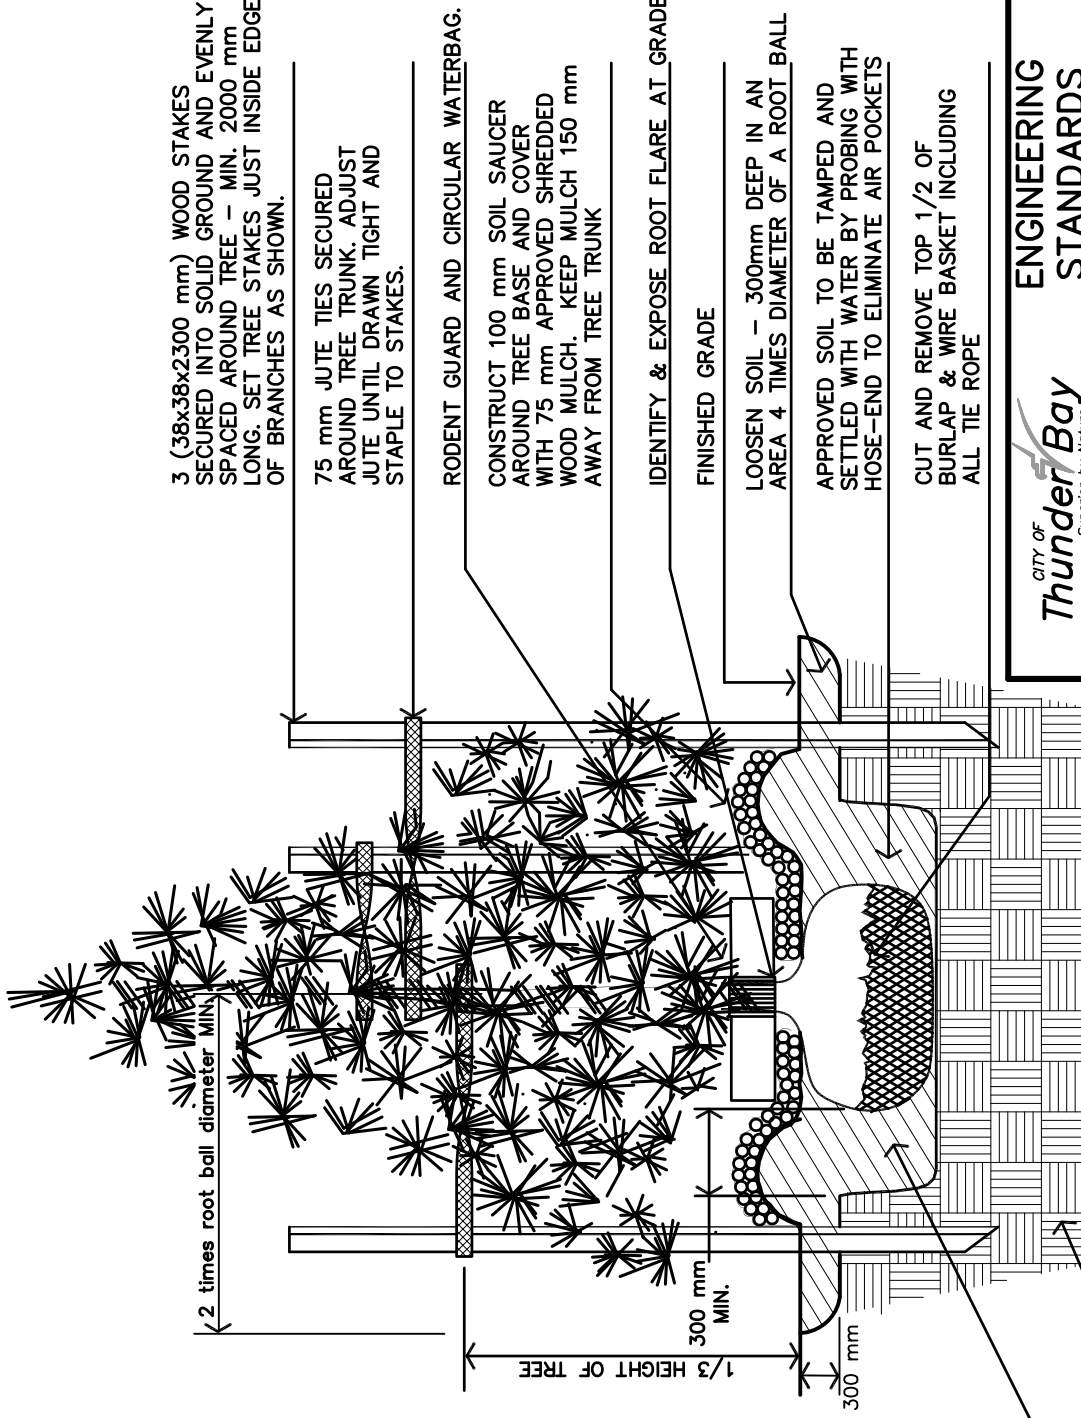 3 (38x38x2300 mm) WOOD STAKES
SECURED INTO SOLID GROUND AND EVENLY
SPACED AROUND TREE – MIN. 2000 mm
LONG. SET TREE STAKES JUST INSIDE EDGE
OF BRANCHES AS SHOWN.
75 mm JUTE TIES SECURED
AROUND TREE TRUNK. ADJUST
JUTE UNTIL DRAWN TIGHT AND
STAPLE TO STAKES.
RODENT GUARD AND CIRCULAR WATERBAG.
CONSTRUCT 100 mm SOIL SAUCER
AROUND TREE BASE AND COVER
WITH 75 mm APPROVED SHREDDED
WOOD MULCH. KEEP MULCH 150 mm
AWAY FROM TREE TRUNK
IDENTIFY & EXPOSE ROOT FLARE AT GRADE
FINISHED GRADE
LOOSEN SOIL – 300mm DEEP IN AN
AREA 4 TIMES DIAMETER OF A ROOT BALL
APPROVED SOIL TO BE TAMPED AND
SETTLED WITH WATER BY PROBING WITH
HOSE-END TO ELIMINATE AIR POCKETS
CUT AND REMOVE TOP 1/2 OF
BURLAP & WIRE BASKET INCLUDING
ALL TIE ROPE
2 times root ball diameter MIN.
1/3 HEIGHT OF TREE
300 mm
MIN.
300 mm
CITY OF
Thunder Bay
ENGINEERING
STANDARDS